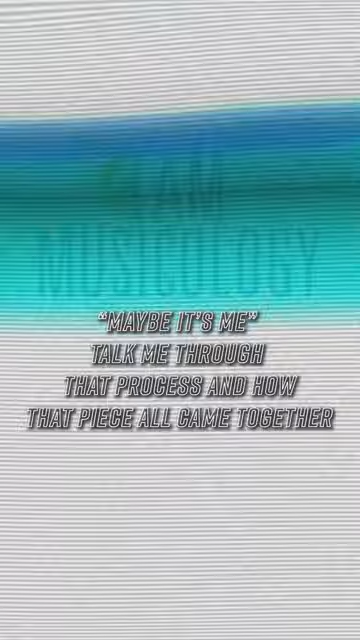 I AM
MUSICOLOGY
“MAYBE IT’S ME”
TALK ME THROUGH
THAT PROCESS AND HOW
THAT PIECE ALL CAME TOGETHER